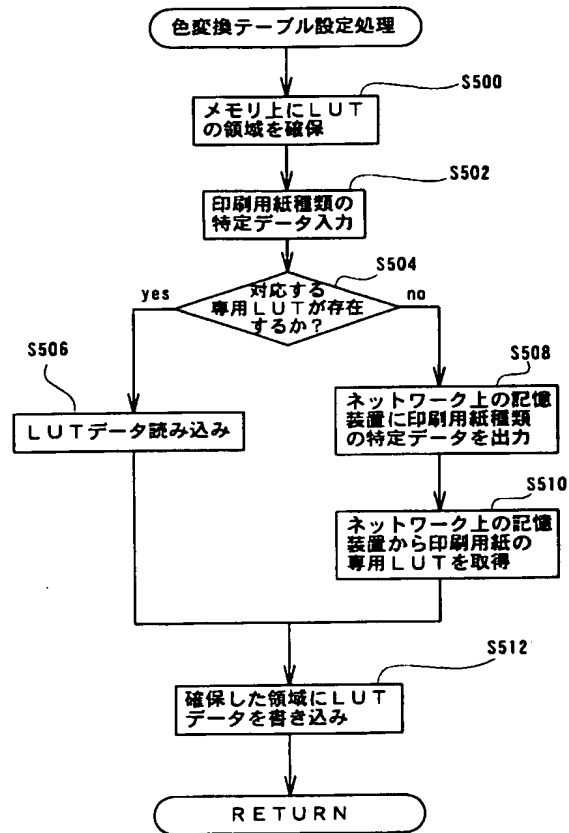 色変換テーブル設定処理
S500
メモリ上にLUT
の領域を確保
S502
印刷用紙種類の
特定データ入力
S504
対応する
専用LUTが存在
するか？
yes
no
S506
LUTデータ読み込み
S508
ネットワーク上の記憶
装置に印刷用紙種類
の特定データを出力
S510
ネットワーク上の記憶
装置から印刷用紙の
専用LUTを取得
S512
確保した領域にLUT
データを書き込み
RETURN